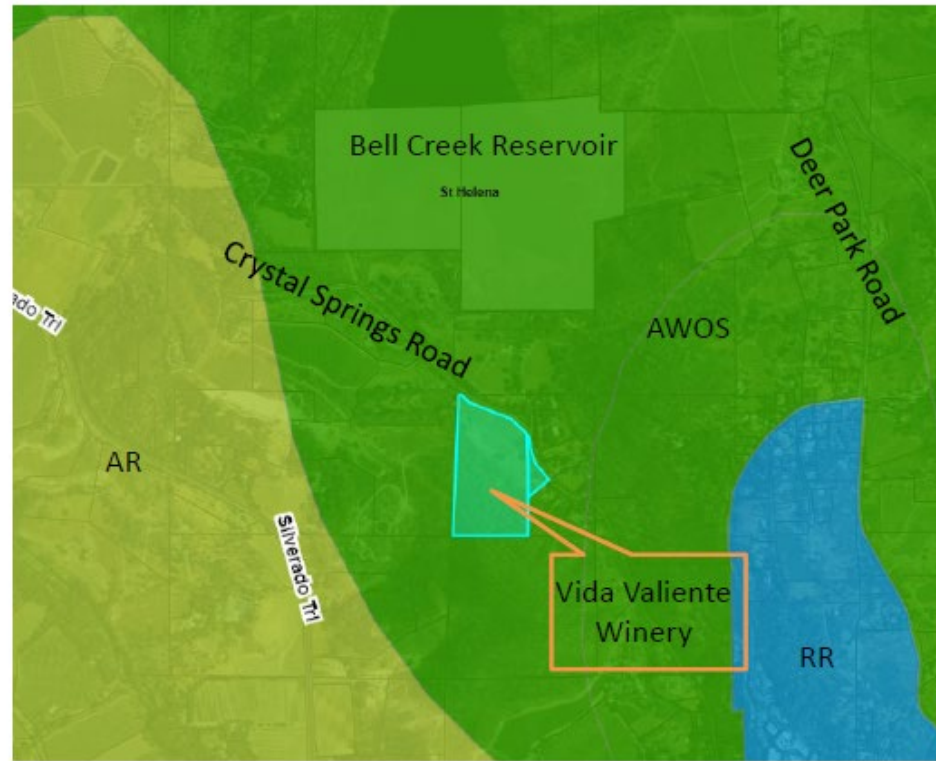 Bell Creek Reservoir
St Helena
Deer Park Road
Crystal Springs Road
ado Trl
AWOS
AR
Silverado Trl
Vida Valiente
Winery
RR